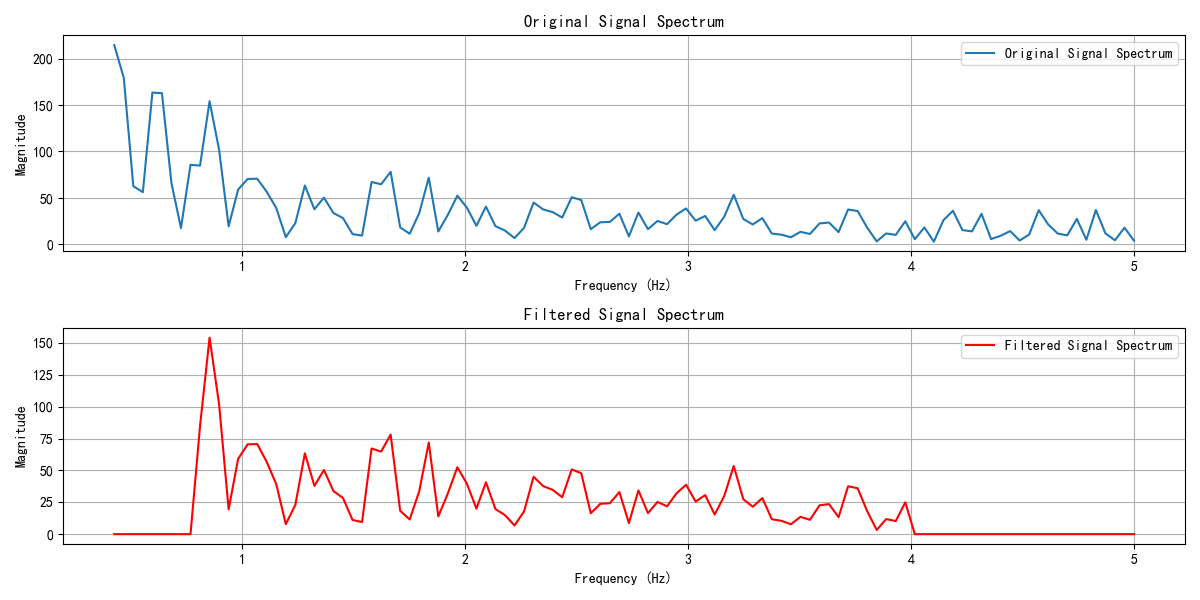 Original Signal Spectrum
Original Signal Spectrum
Magnitude
200
150
100
50
0
1 2 3 4 5
Frequency (Hz)
Filtered Signal Spectrum
Filtered Signal Spectrum
Magnitude
150
125
100
75
50
25
0
1 2 3 4 5
Frequency (Hz)